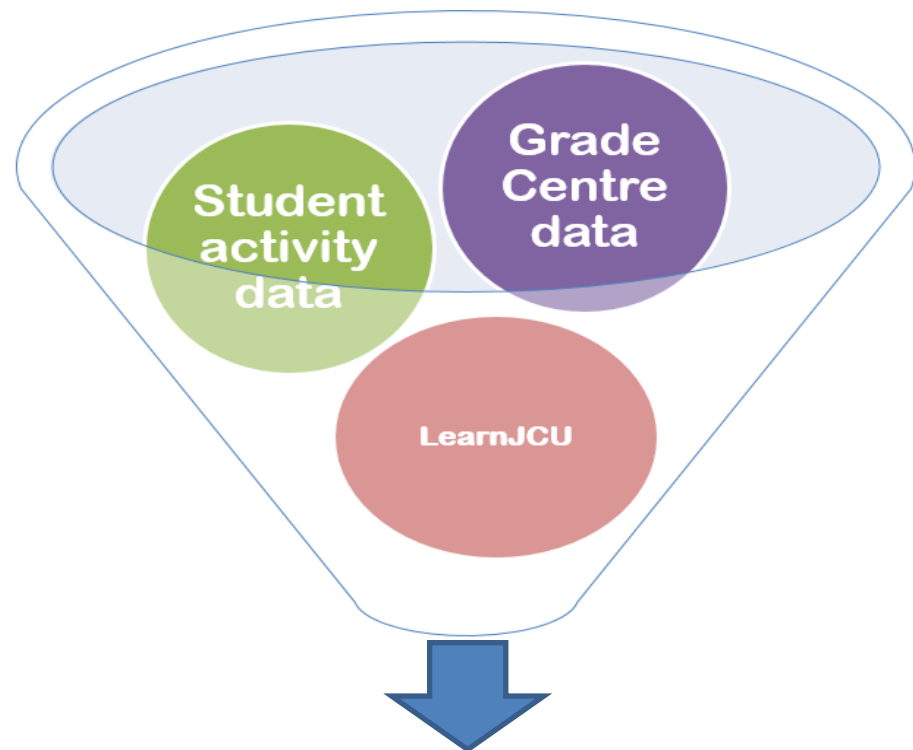 Student
activity
data
Grade
Centre
data
LearnJCU